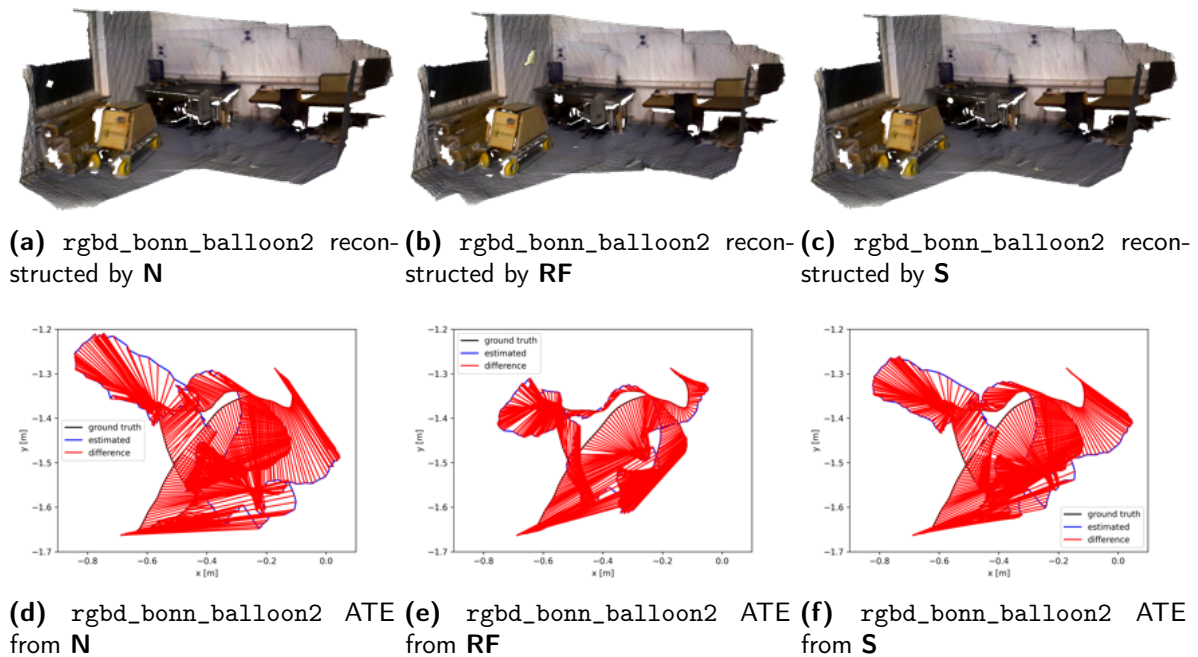 (a) rgbd_bonn_balloon2 recon-
structed by N
(b) rgbd_bonn_balloon2 recon-
structed by RF
(c) rgbd_bonn_balloon2 recon-
structed by S
−1.2
−1.3
−1.4
−1.5
−1.6
−1.7
y [m]
ground truth
estimated
difference
−0.8
−0.6
−0.4
−0.2
0.0
x [m]
−1.2
−1.3
−1.4
−1.5
−1.6
−1.7
y [m]
ground truth
estimated
difference
−0.8
−0.6
−0.4
−0.2
0.0
x [m]
−1.2
−1.3
−1.4
−1.5
−1.6
−1.7
y [m]
ground truth
estimated
difference
−0.8
−0.6
−0.4
−0.2
0.0
x [m]
(d) rgbd_bonn_balloon2 ATE
from N
(e) rgbd_bonn_balloon2 ATE
from RF
(f) rgbd_bonn_balloon2 ATE
from S